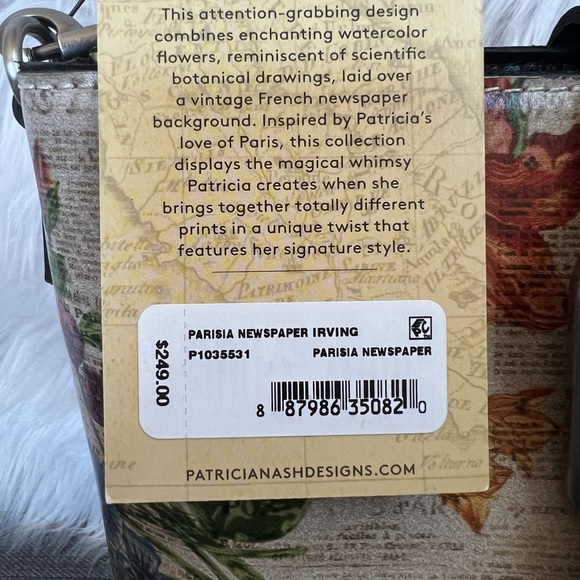 This attention-grabbing design
combines enchanting watercolor
flowers, reminiscent of scientific
botanical drawings, laid over
a vintage French newspaper
background. Inspired by Patricia's
love of Paris, this collection
displays the magical whimsy
Patricia creates when she
brings together totally different
prints in a unique twist that
features her signature style.
$249.00
PARISIA NEWSPAPER IRVING
P1035531 PARISIA NEWSPAPER
8 87986 35082 0
PATRICIANASHDESIGNS.COM